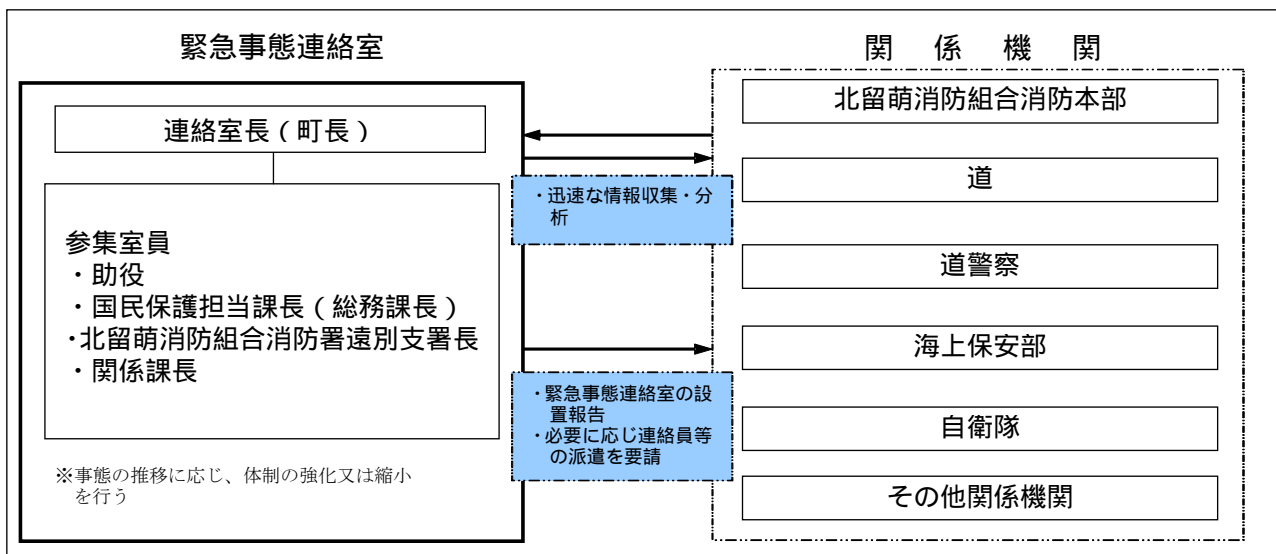 緊急事態連絡室
連絡室長(町長)
参集室員
・助役
・国民保護担当課長(総務課長)
・北留萌消防組合消防署遠別支署長
・関係課長
※事態の推移に応じ、体制の強化又は縮小
を行う
・迅速な情報収集・分
析
・緊急事態連絡室の設
置報告
・必要に応じ連絡員等
の派遣を要請
関係機関
北留萌消防組合消防本部
道
道警察
海上保安部
自衛隊
その他関係機関